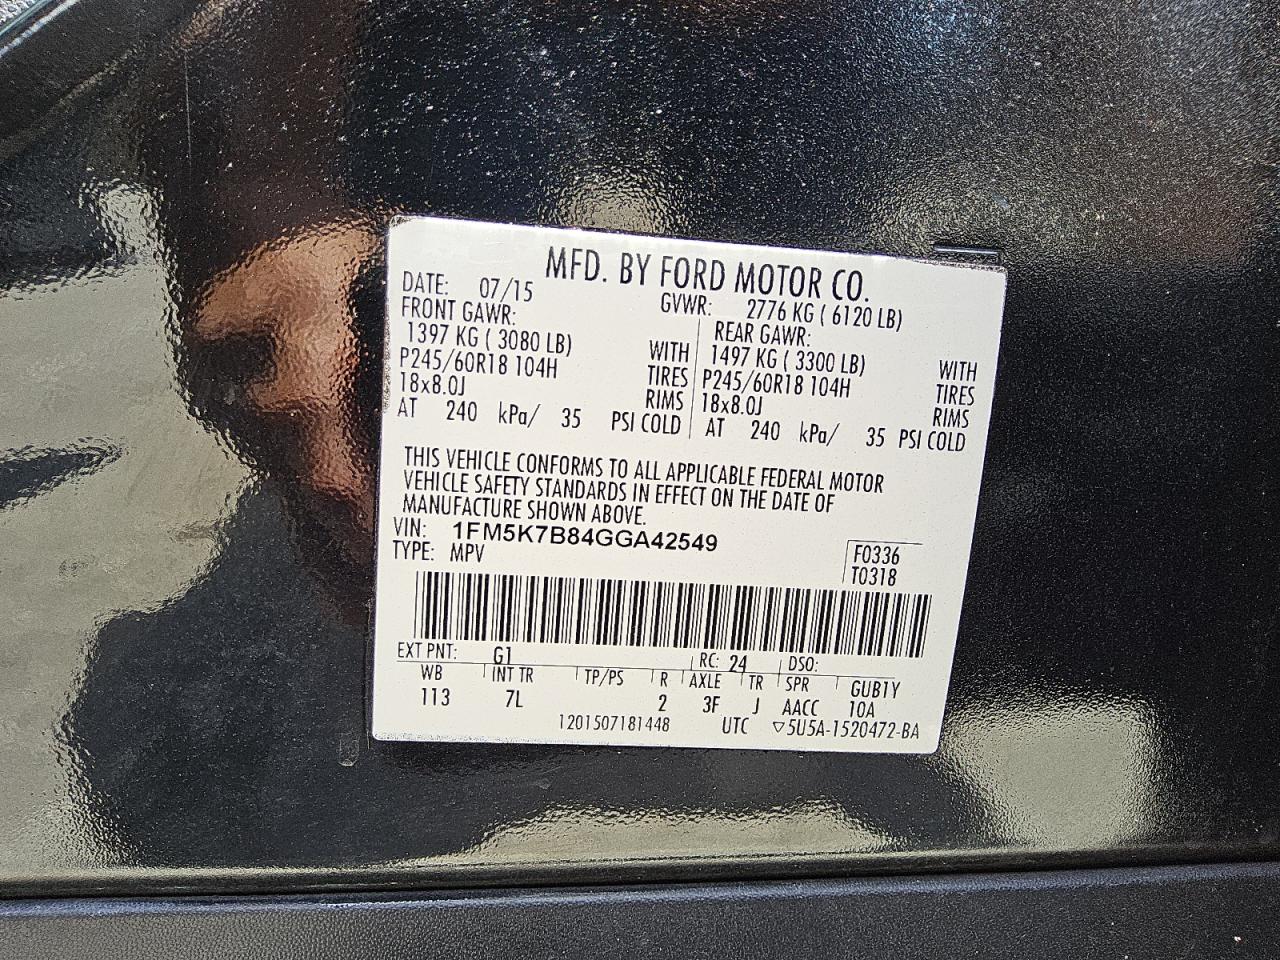 MFD. BY FORD MOTOR CO.
DATE: 07/15 GVWR: 2776 KG ( 6120 LB)
FRONT GAWR: REAR GAWR:
1397 KG ( 3080 LB) WITH 1497 KG ( 3300 LB) WITH
P245/60R18 104H TIRES P245/60R18 104H TIRES
18x8.0J RIMS 18x8.0J RIMS
AT 240 kPa/ 35 PSI COLD AT 240 kPa/ 35 PSI COLD
THIS VEHICLE CONFORMS TO ALL APPLICABLE FEDERAL MOTOR
VEHICLE SAFETY STANDARDS IN EFFECT ON THE DATE OF
MANUFACTURE SHOWN ABOVE.
VIN: 1FM5K7B84GGA42549 F0336
TYPE: MPV T0318
EXT PNT: G1 RC: 24 DSO:
WB INT TR TP/PS R AXLE TR SPR GUB1Y
113 7L 2 3F J AACC 10A
1201507181448 UTC ▽5U5A-1520472-BA